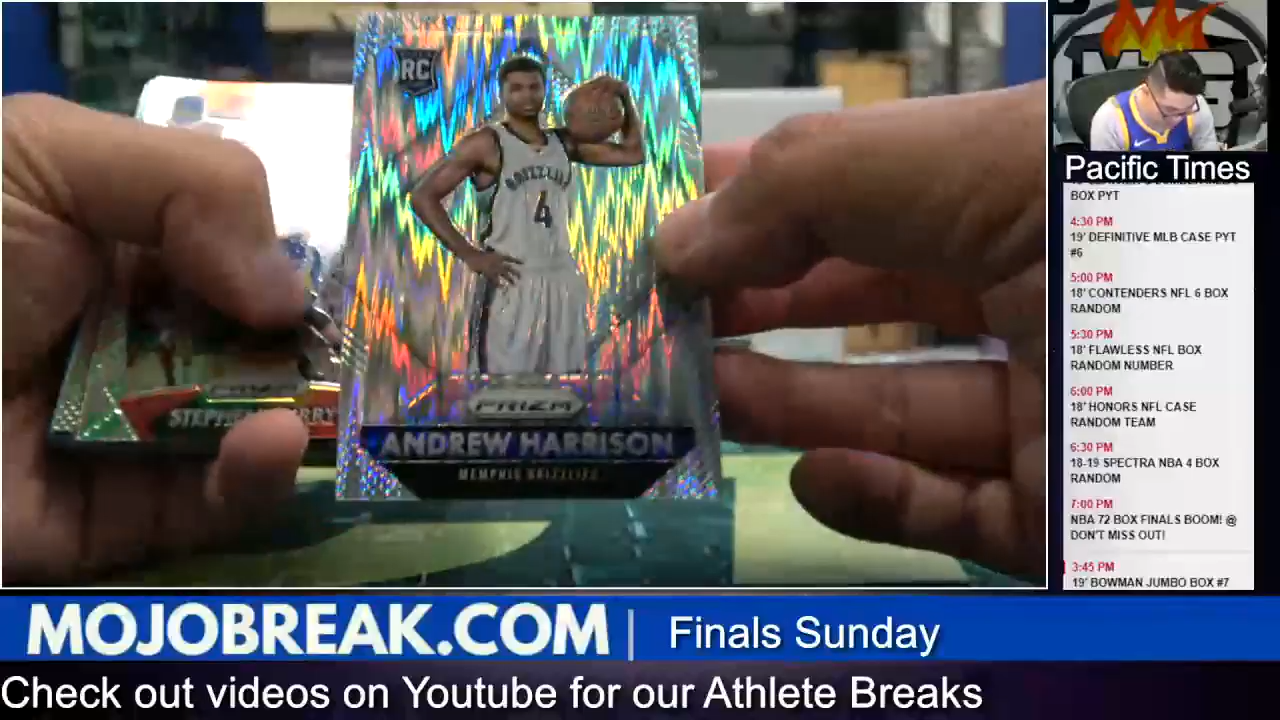 RC
GRIZZLIES
4
PRIZM
ANDREW HARRISON
MEMPHIS GRIZZLIES
PRIZM
Pacific Times
BOX PYT
4:30 PM
19' DEFINITIVE MLB CASE PYT
#6
5:00 PM
18' CONTENDERS NFL 6 BOX
RANDOM
5:30 PM
18' FLAWLESS NFL BOX
RANDOM NUMBER
6:00 PM
18' HONORS NFL CASE
RANDOM TEAM
6:30 PM
18-19 SPECTRA NBA 4 BOX
RANDOM
7:00 PM
NBA 72 BOX FINALS BOOM! @
DON'T MISS OUT!
3:45 PM
19' BOWMAN JUMBO BOX #7
MOJOBREAK.COM | Finals Sunday
Check out videos on Youtube for our Athlete Breaks